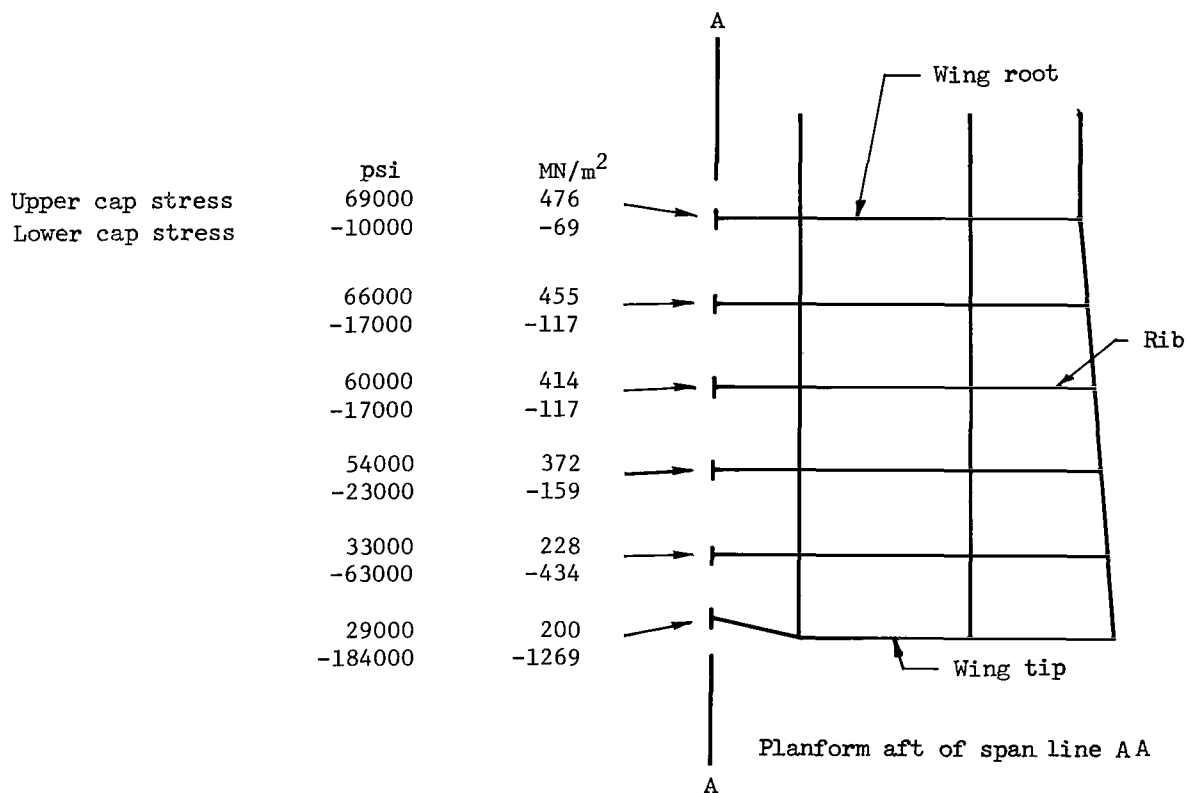 A
Wing root
psi MN/m²
Upper cap stress 69000 476
Lower cap stress -10000 -69
66000 455
-17000 -117
Rib
60000 414
-17000 -117
54000 372
-23000 -159
33000 228
-63000 -434
29000 200
-184000 -1269
Wing tip
Planform aft of span line AA
A